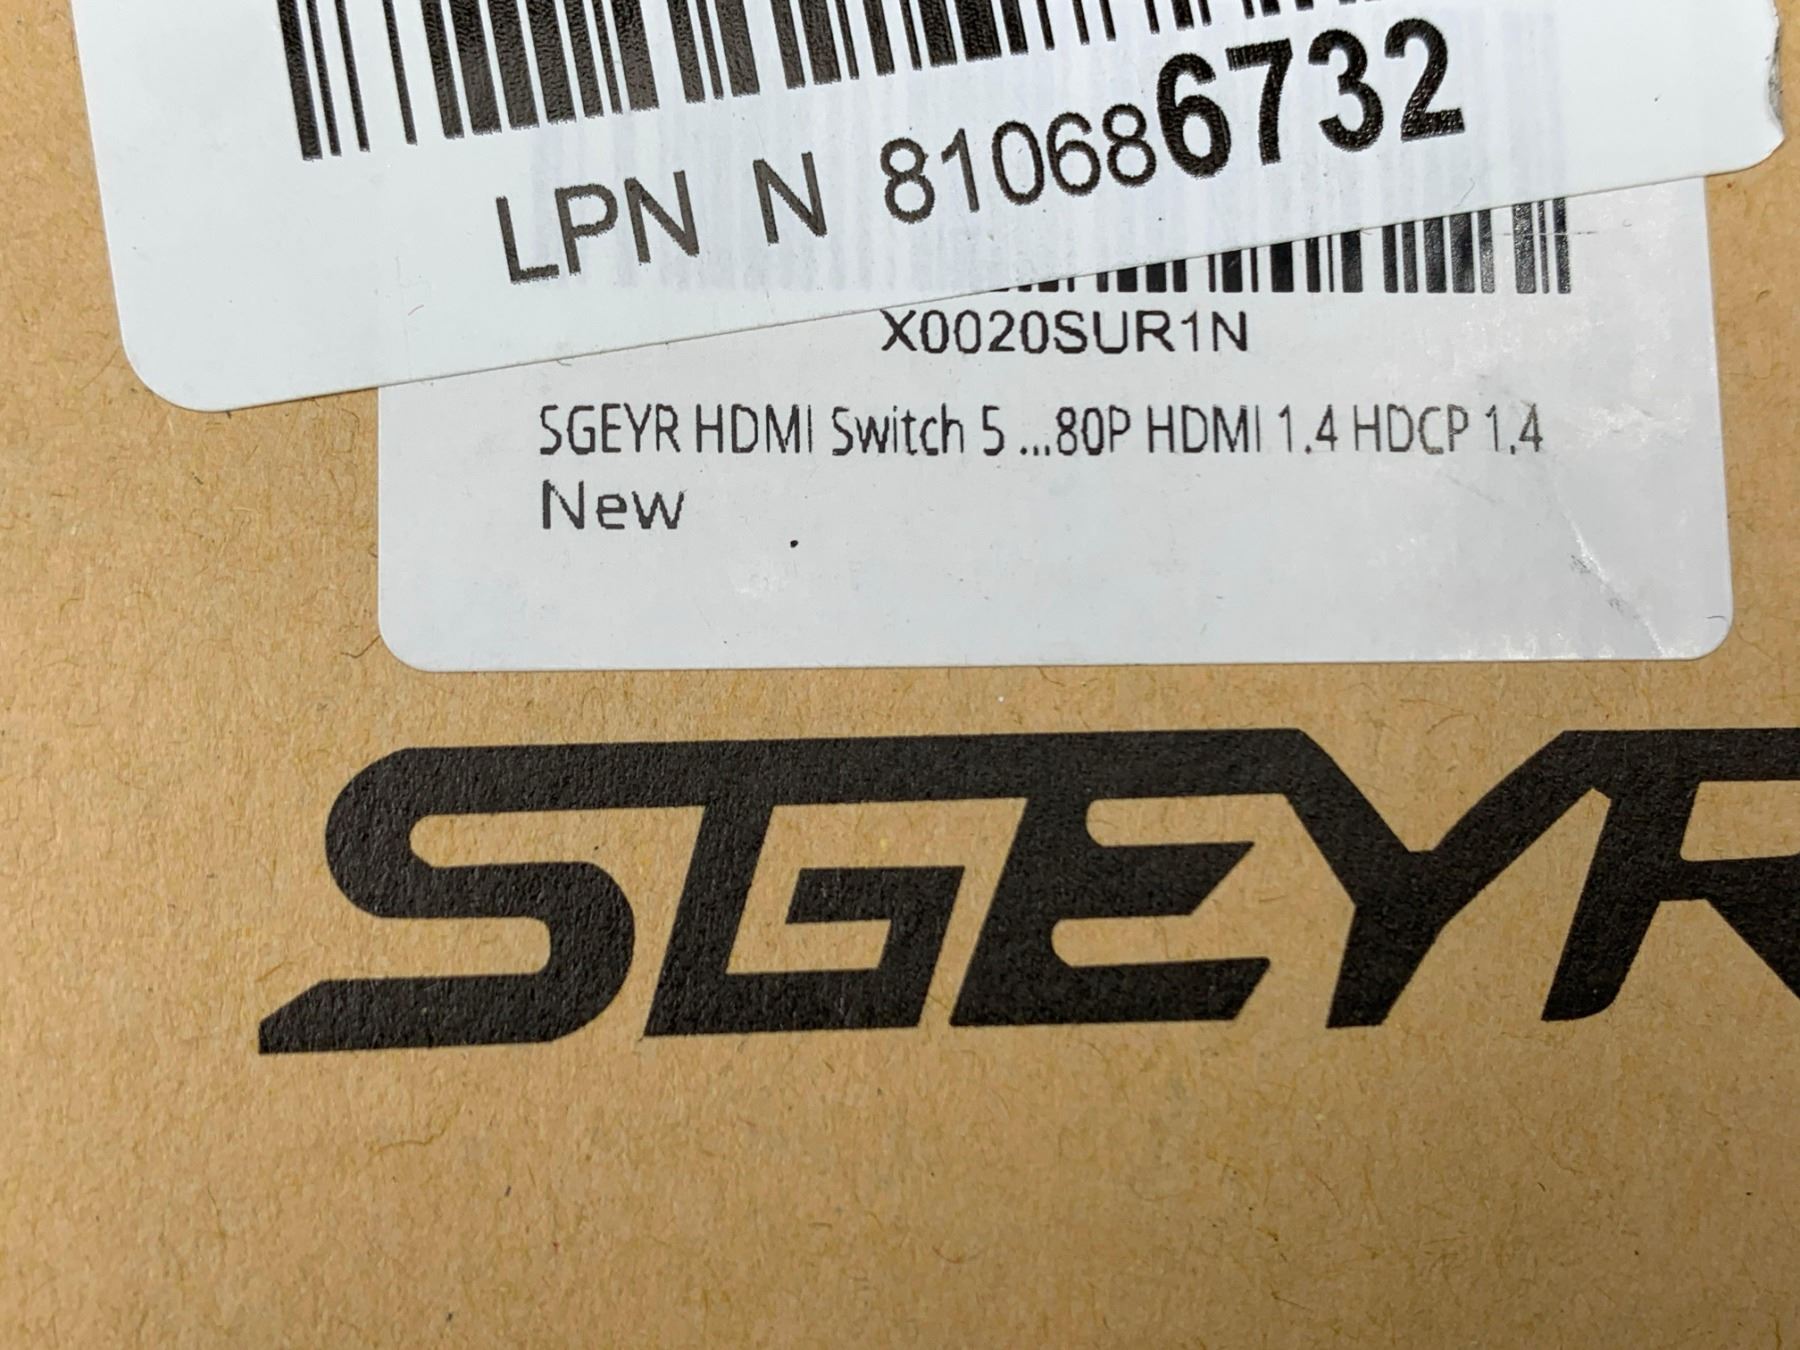 LPN N 810686732
X0020SUR1N
SGEYR HDMI Switch 5 ...80P HDMI 1.4 HDCP 1.4
New
SGEYR